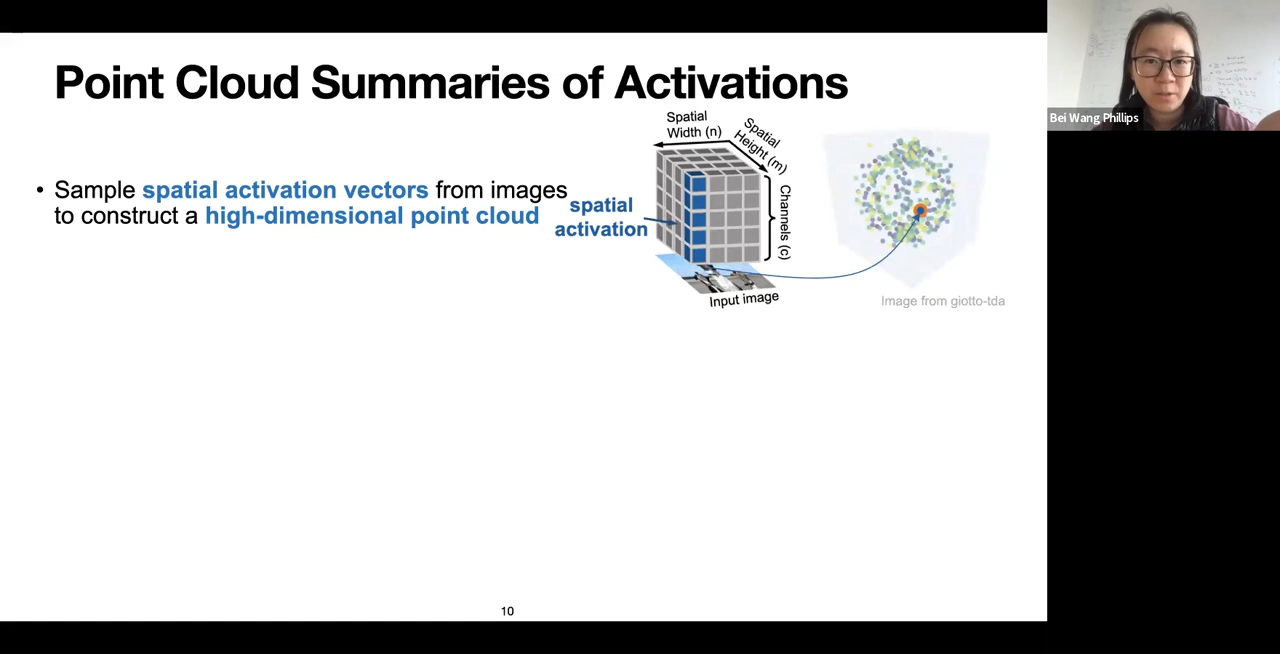 Point Cloud Summaries of Activations
• Sample spatial activation vectors from images
to construct a high-dimensional point cloud
spatial
activation
Spatial
Width (n)
Spatial
Height (m)
Channels (c)
Input image
Image from giotto-tda
10
Bei Wang Phillips